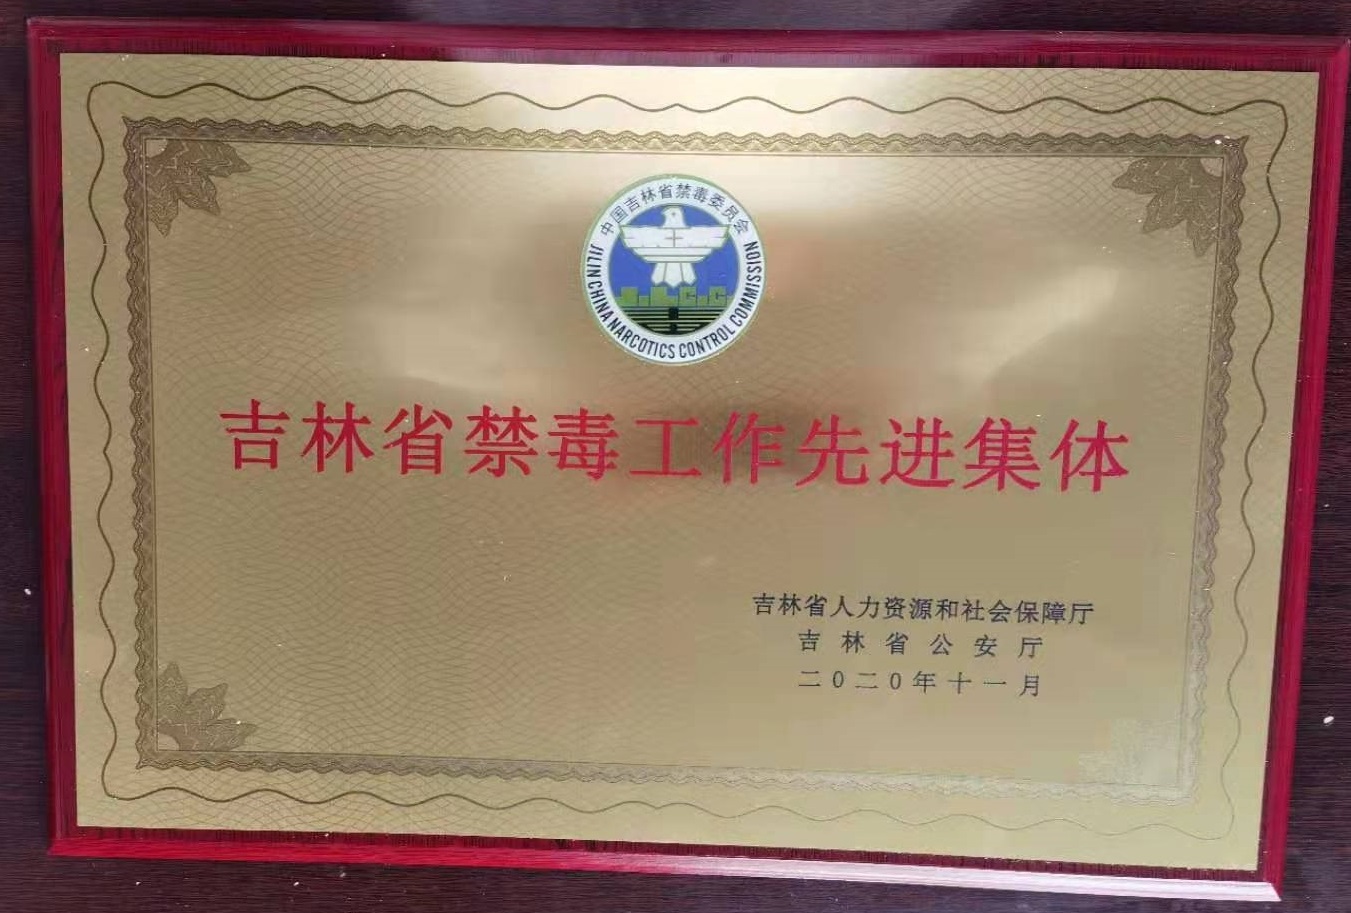 中国吉林省禁毒委员会
JILIN CHINA NARCOTICS CONTROL COMMISSION
吉林省禁毒工作先进集体
吉林省人力资源和社会保障厅
吉林省公安厅
二0二0年十一月